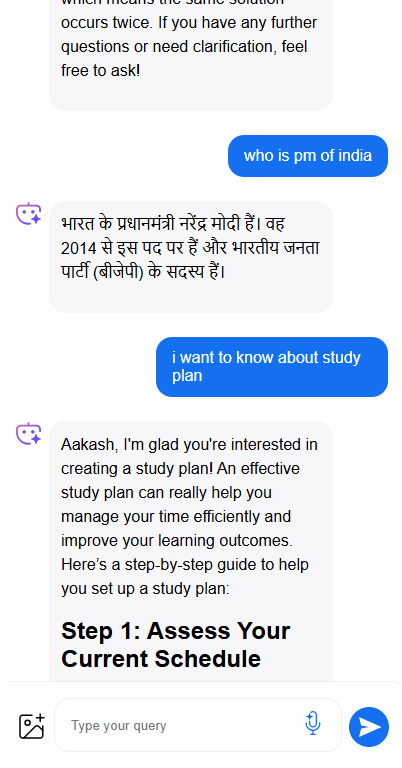 which means the same solution
occurs twice. If you have any further
questions or need clarification, feel
free to ask!
who is pm of india
भारत के प्रधानमंत्री नरेंद्र मोदी हैं। वह
2014 से इस पद पर हैं और भारतीय जनता
पार्टी (बीजेपी) के सदस्य हैं।
i want to know about study
plan
Aakash, I'm glad you're interested in
creating a study plan! An effective
study plan can really help you
manage your time efficiently and
improve your learning outcomes.
Here’s a step-by-step guide to help
you set up a study plan:
Step 1: Assess Your
Current Schedule
Type your query